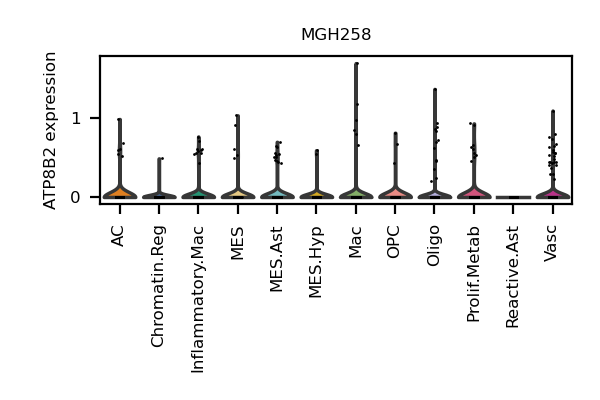 MGH258
ATP8B2 expression
1
0
AC
Chromatin.Reg
Inflammatory.Mac
MES
MES.Ast
MES.Hyp
Mac
OPC
Oligo
Prolif.Metab
Reactive.Ast
Vasc